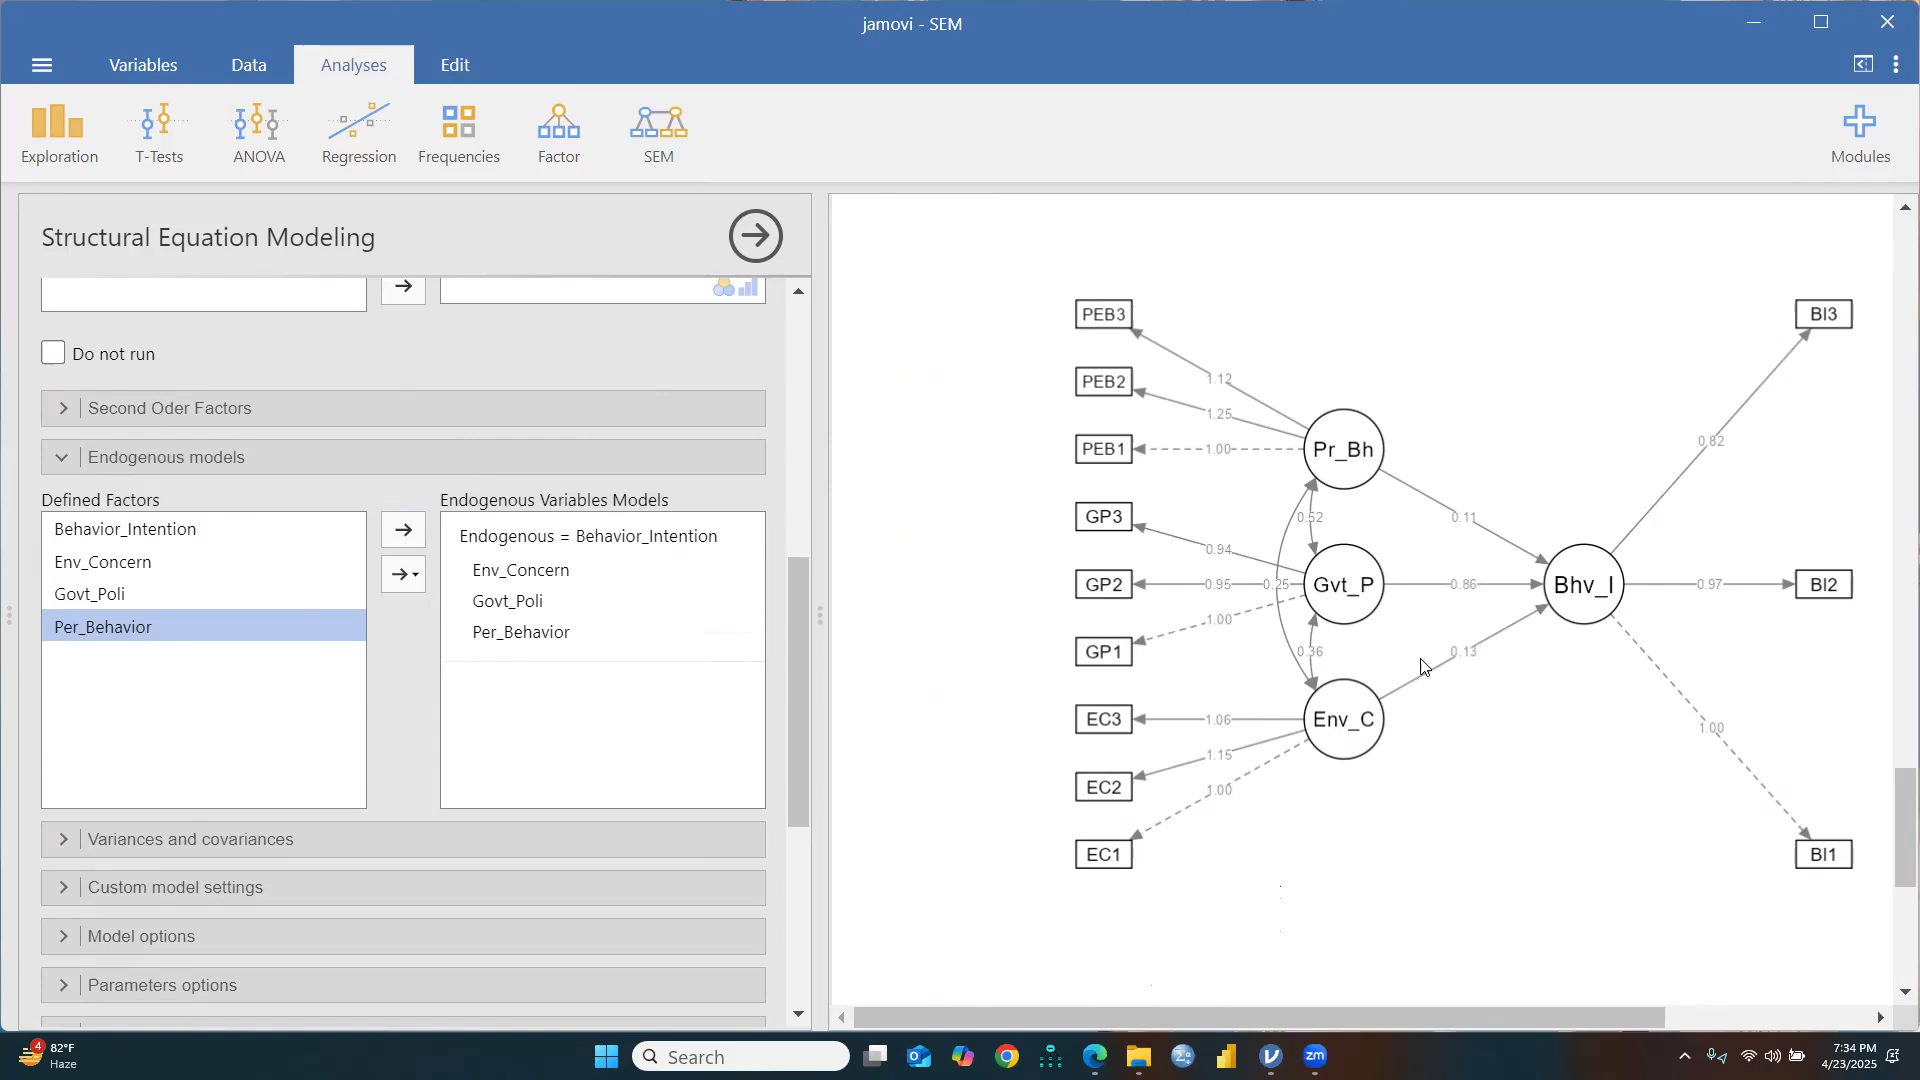 jamovi - SEM
Variables
Data
Analyses
Edit
Exploration
T-Tests
ANOVA
Regression
Frequencies
Factor
SEM
Modules
Structural Equation Modeling
Do not run
Second Oder Factors
Endogenous models
Defined Factors
Endogenous Variables Models
Behavior_Intention
Env_Concern
Govt_Poli
Per_Behavior
Endogenous = Behavior_Intention
Env_Concern
Govt_Poli
Per_Behavior
Variances and covariances
Custom model settings
Model options
Parameters options
PEB3
BI3
1.12
PEB2
1.25
0.82
PEB1
1.00
Pr_Bh
GP3
0.52
0.11
0.94
GP2
0.95
0.25
Gvt_P
0.86
Bhv_I
0.97
BI2
1.00
GP1
0.36
0.13
EC3
1.06
Env_C
1.00
1.15
EC2
1.00
EC1
BI1
4
82°F
Haze
Search
zm
7:34 PM
4/23/2025